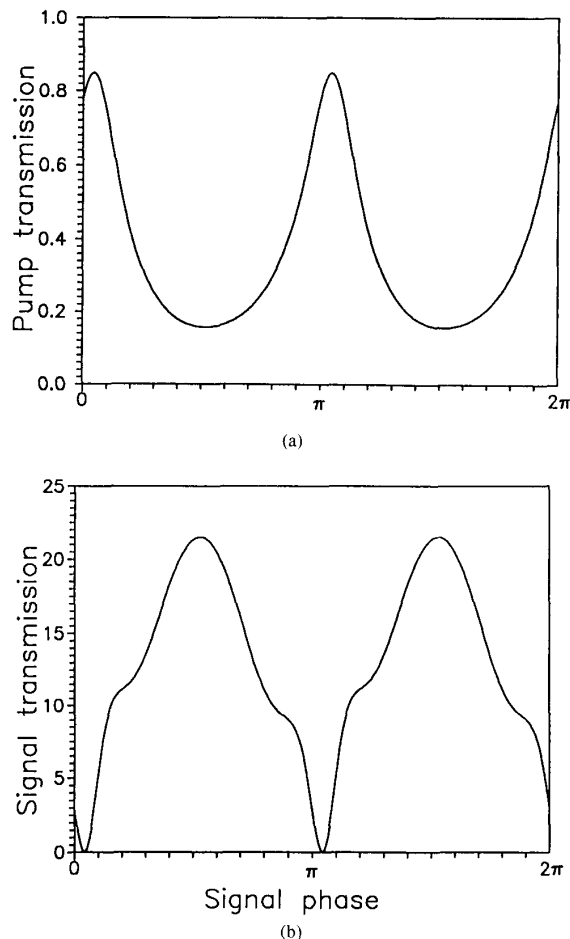 1.0
0.8
0.6
0.4
0.2
0.0
Pump transmission
0
π
2π
(a)
25
20
15
10
5
0
Signal transmission
0
π
2π
Signal phase
(b)